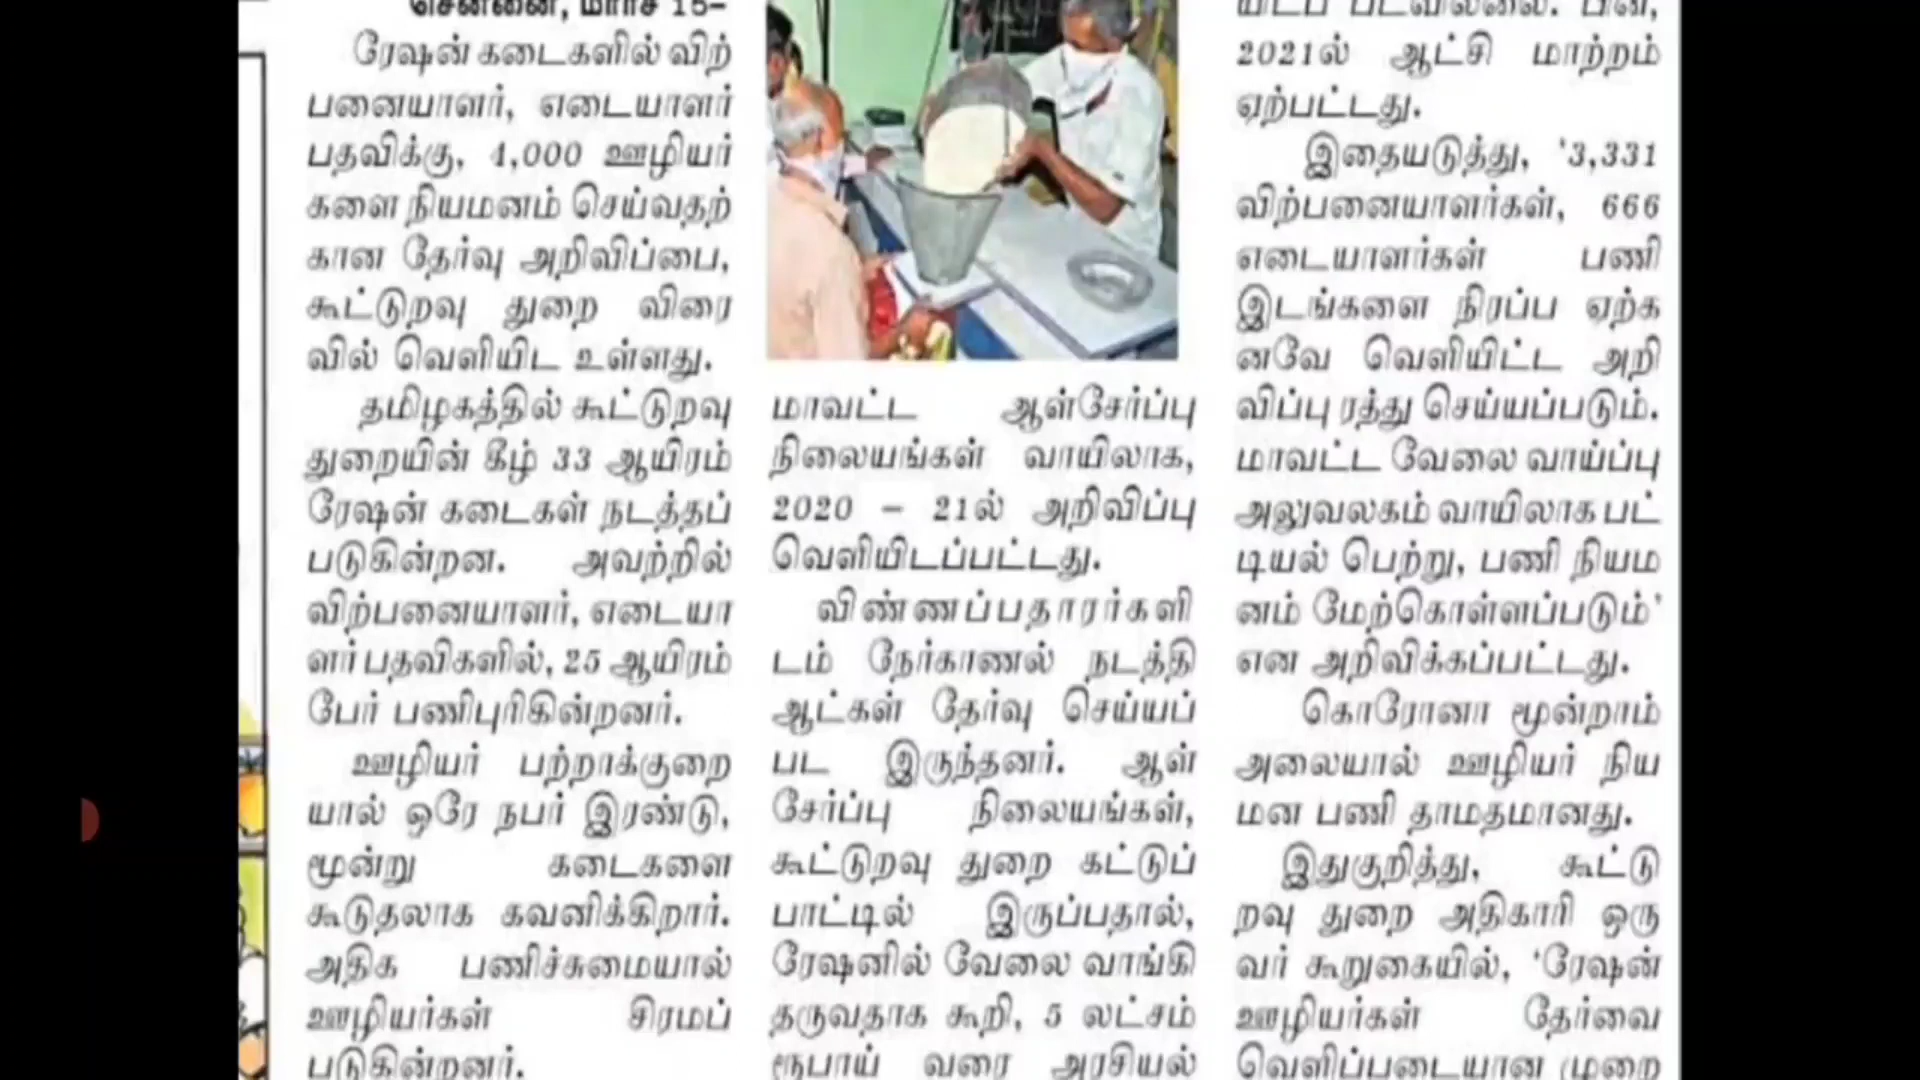 சென்னை, மார்ச் 15–
ரேஷன் கடைகளில் விற்
பனையாளர், எடையாளர்
பதவிக்கு, 4,000 ஊழியர்
களை நியமனம் செய்வதற்
கான தேர்வு அறிவிப்பை,
கூட்டுறவு துறை விரை
வில் வெளியிட உள்ளது.
தமிழகத்தில் கூட்டுறவு
துறையின் கீழ் 33 ஆயிரம்
ரேஷன் கடைகள் நடத்தப்
படுகின்றன. அவற்றில்
விற்பனையாளர், எடையா
ளர் பதவிகளில், 25 ஆயிரம்
பேர் பணிபுரிகின்றனர்.
ஊழியர் பற்றாக்குறை
யால் ஒரே நபர் இரண்டு,
மூன்று கடைகளை
கூடுதலாக கவனிக்கிறார்.
அதிக பணிச்சுமையால்
ஊழியர்கள் சிரமப்
படுகின்றனர்.
மாவட்ட ஆள்சேர்ப்பு
நிலையங்கள் வாயிலாக,
2020 – 21ல் அறிவிப்பு
வெளியிடப்பட்டது.
விண்ணப்பதாரர்களி
டம் நேர்காணல் நடத்தி
ஆட்கள் தேர்வு செய்யப்
பட இருந்தனர். ஆள்
சேர்ப்பு நிலையங்கள்,
கூட்டுறவு துறை கட்டுப்
பாட்டில் இருப்பதால்,
ரேஷனில் வேலை வாங்கி
தருவதாக கூறி, 5 லட்சம்
ரூபாய் வரை அரசியல்
யிடப் படவில்லை. பின்,
2021ல் ஆட்சி மாற்றம்
ஏற்பட்டது.
இதையடுத்து, '3,331
விற்பனையாளர்கள், 666
எடையாளர்கள் பணி
இடங்களை நிரப்ப ஏற்க
னவே வெளியிட்ட அறி
விப்பு ரத்து செய்யப்படும்.
மாவட்ட வேலை வாய்ப்பு
அலுவலகம் வாயிலாக பட்
டியல் பெற்று, பணி நியம
னம் மேற்கொள்ளப்படும்'
என அறிவிக்கப்பட்டது.
கொரோனா மூன்றாம்
அலையால் ஊழியர் நிய
மன பணி தாமதமானது.
இதுகுறித்து, கூட்டு
றவு துறை அதிகாரி ஒரு
வர் கூறுகையில், 'ரேஷன்
ஊழியர்கள் தேர்வை
வெளிப்படையான முறை